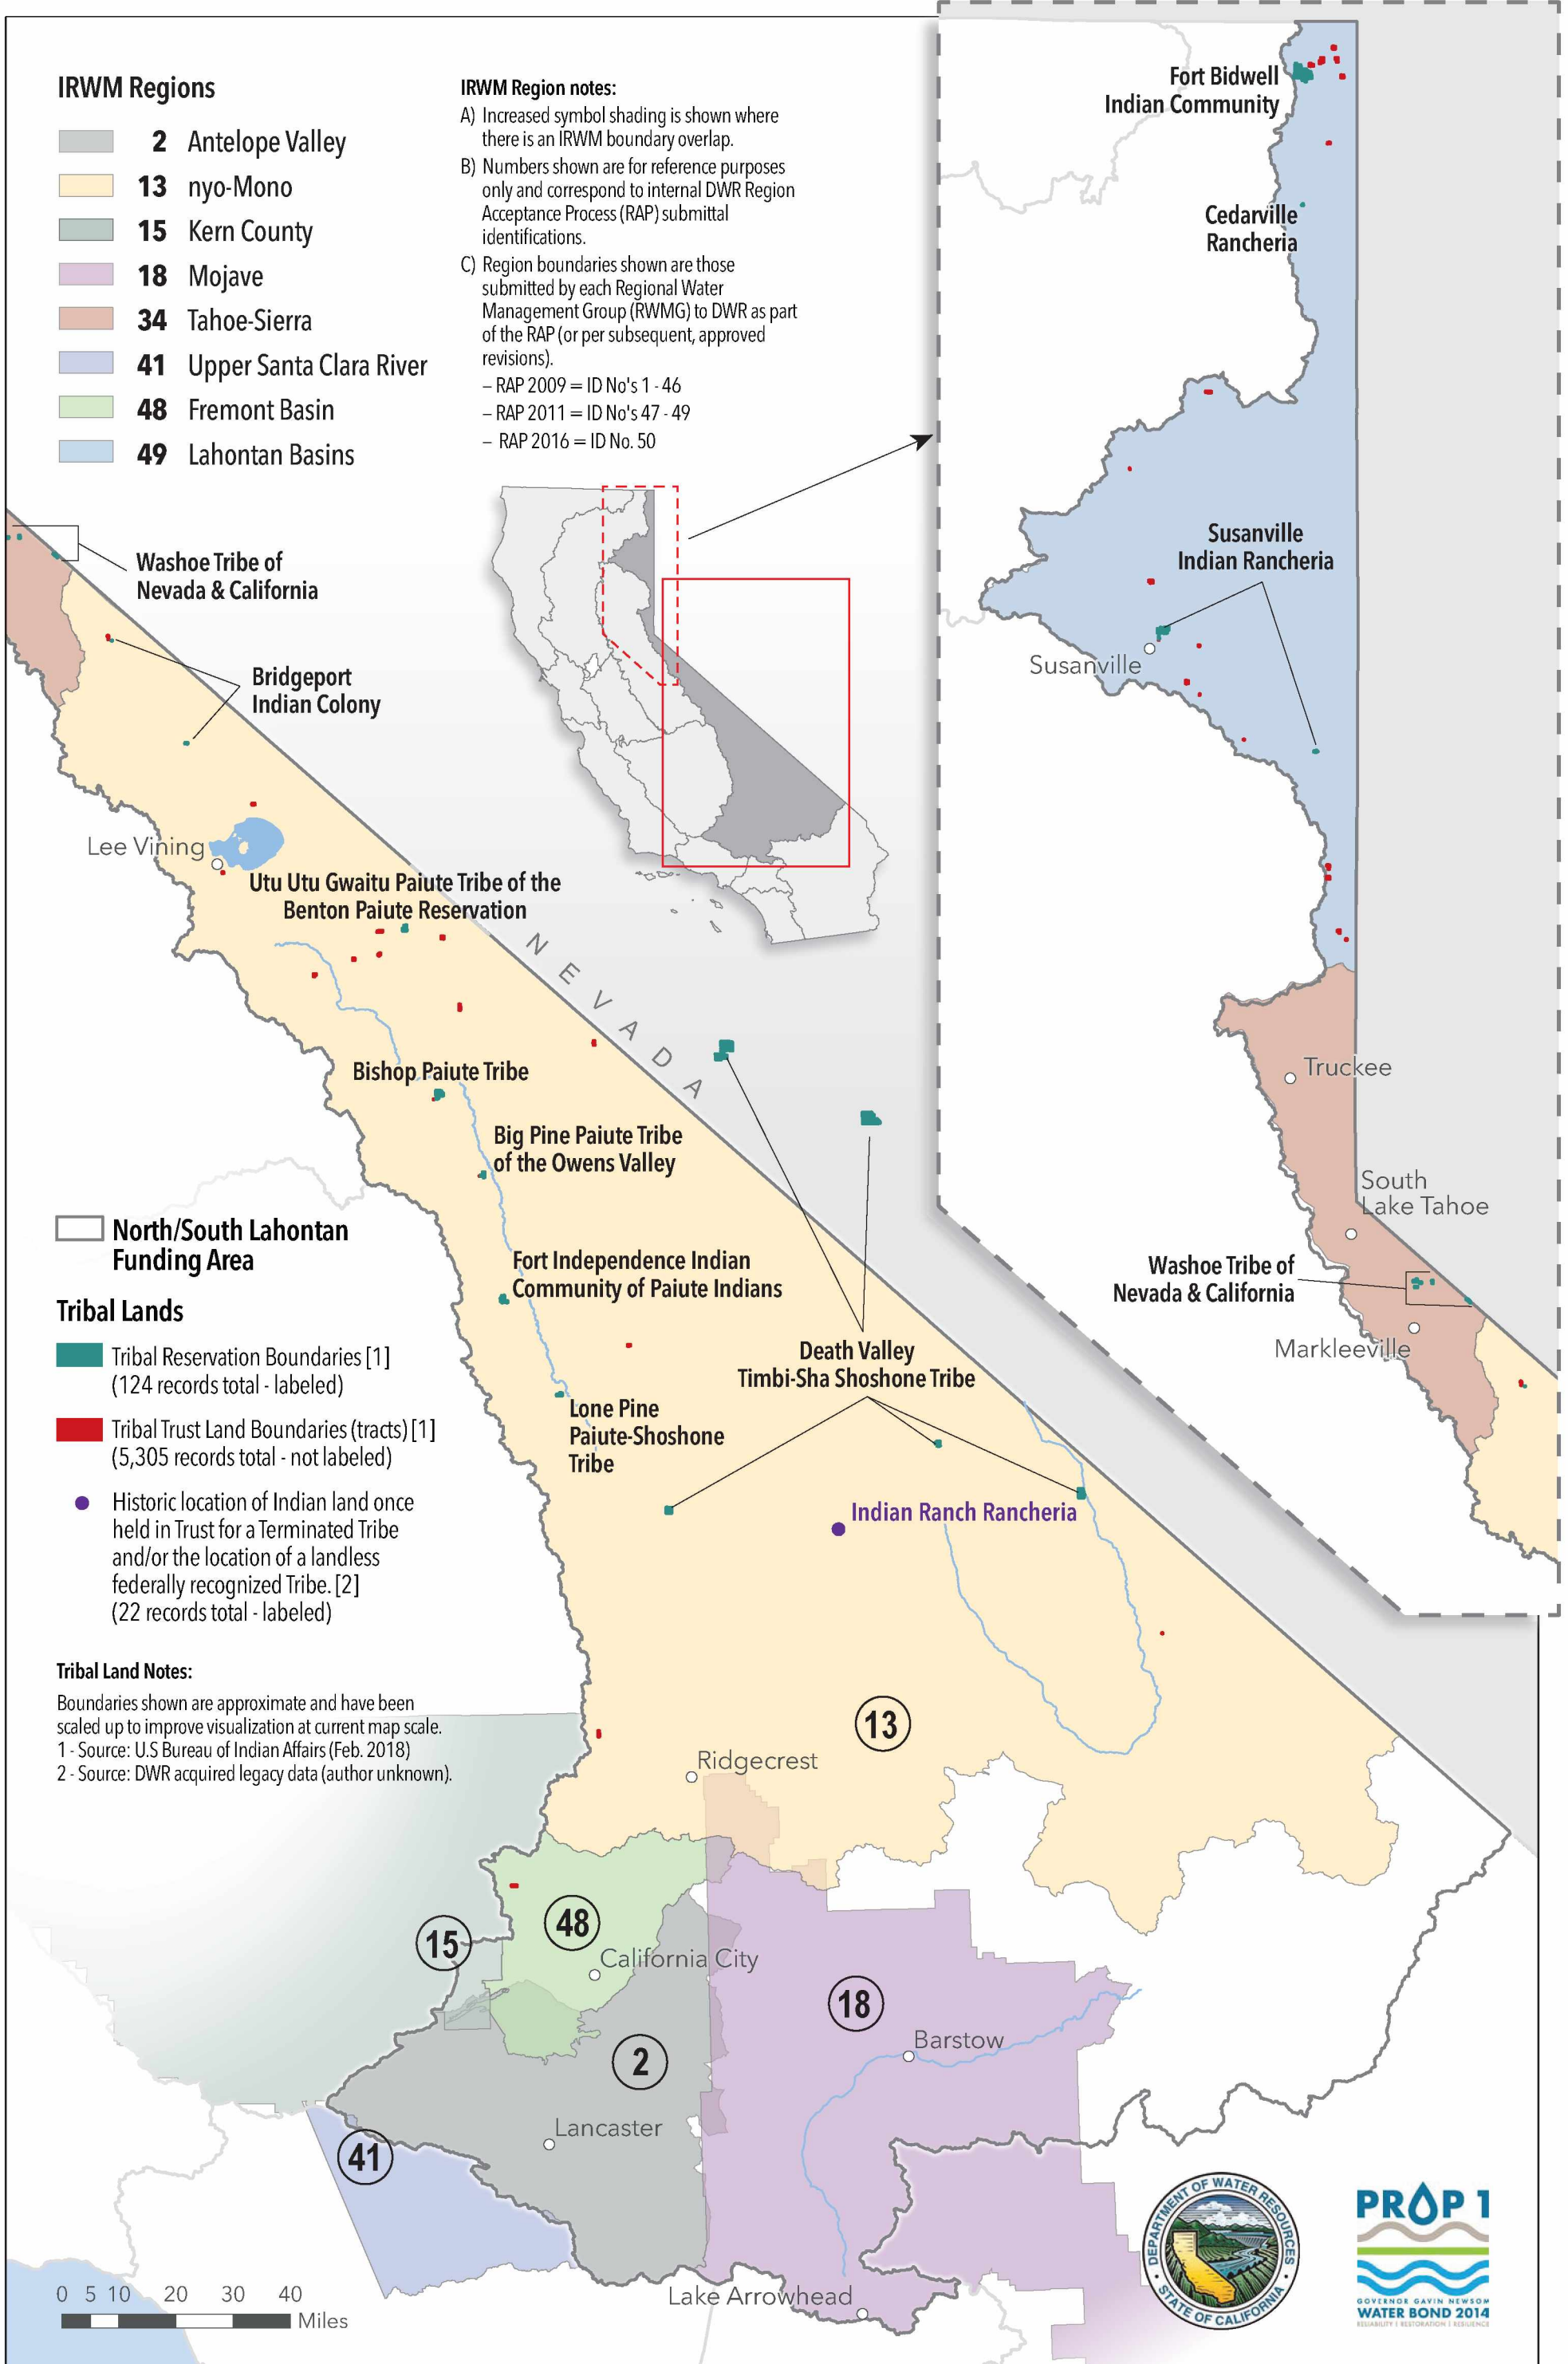 IRWM Regions
2 Antelope Valley
13 nyo-Mono
15 Kern County
18 Mojave
34 Tahoe-Sierra
41 Upper Santa Clara River
48 Fremont Basin
49 Lahontan Basins
IRWM Region notes:
A) Increased symbol shading is shown where
there is an IRWM boundary overlap.
B) Numbers shown are for reference purposes
only and correspond to internal DWR Region
Acceptance Process (RAP) submittal
identifications.
C) Region boundaries shown are those
submitted by each Regional Water
Management Group (RWMG) to DWR as part
of the RAP (or per subsequent, approved
revisions).
– RAP 2009 = ID No's 1 - 46
– RAP 2011 = ID No's 47 - 49
– RAP 2016 = ID No. 50
Fort Bidwell
Indian Community
Cedarville
Rancheria
Susanville
Indian Rancheria
Susanville
Truckee
South
Lake Tahoe
Washoe Tribe of
Nevada & California
Markleeville
Washoe Tribe of
Nevada & California
Bridgeport
Indian Colony
Lee Vining
Utu Utu Gwaitu Paiute Tribe of the
Benton Paiute Reservation
NEVADA
Bishop Paiute Tribe
Big Pine Paiute Tribe
of the Owens Valley
Fort Independence Indian
Community of Paiute Indians
Death Valley
Timbi-Sha Shoshone Tribe
Lone Pine
Paiute-Shoshone
Tribe
Indian Ranch Rancheria
North/South Lahontan
Funding Area
Tribal Lands
Tribal Reservation Boundaries [1]
(124 records total - labeled)
Tribal Trust Land Boundaries (tracts) [1]
(5,305 records total - not labeled)
Historic location of Indian land once
held in Trust for a Terminated Tribe
and/or the location of a landless
federally recognized Tribe. [2]
(22 records total - labeled)
Tribal Land Notes:
Boundaries shown are approximate and have been
scaled up to improve visualization at current map scale.
1 - Source: U.S Bureau of Indian Affairs (Feb. 2018)
2 - Source: DWR acquired legacy data (author unknown).
13
Ridgecrest
48
15
California City
18
2
Barstow
Lancaster
41
Lake Arrowhead
0 5 10 20 30 40
Miles
DEPARTMENT OF WATER RESOURCES
STATE OF CALIFORNIA
PROP 1
GOVERNOR GAVIN NEWSOM
WATER BOND 2014
RELIABILITY | RESTORATION | RESILIENCE